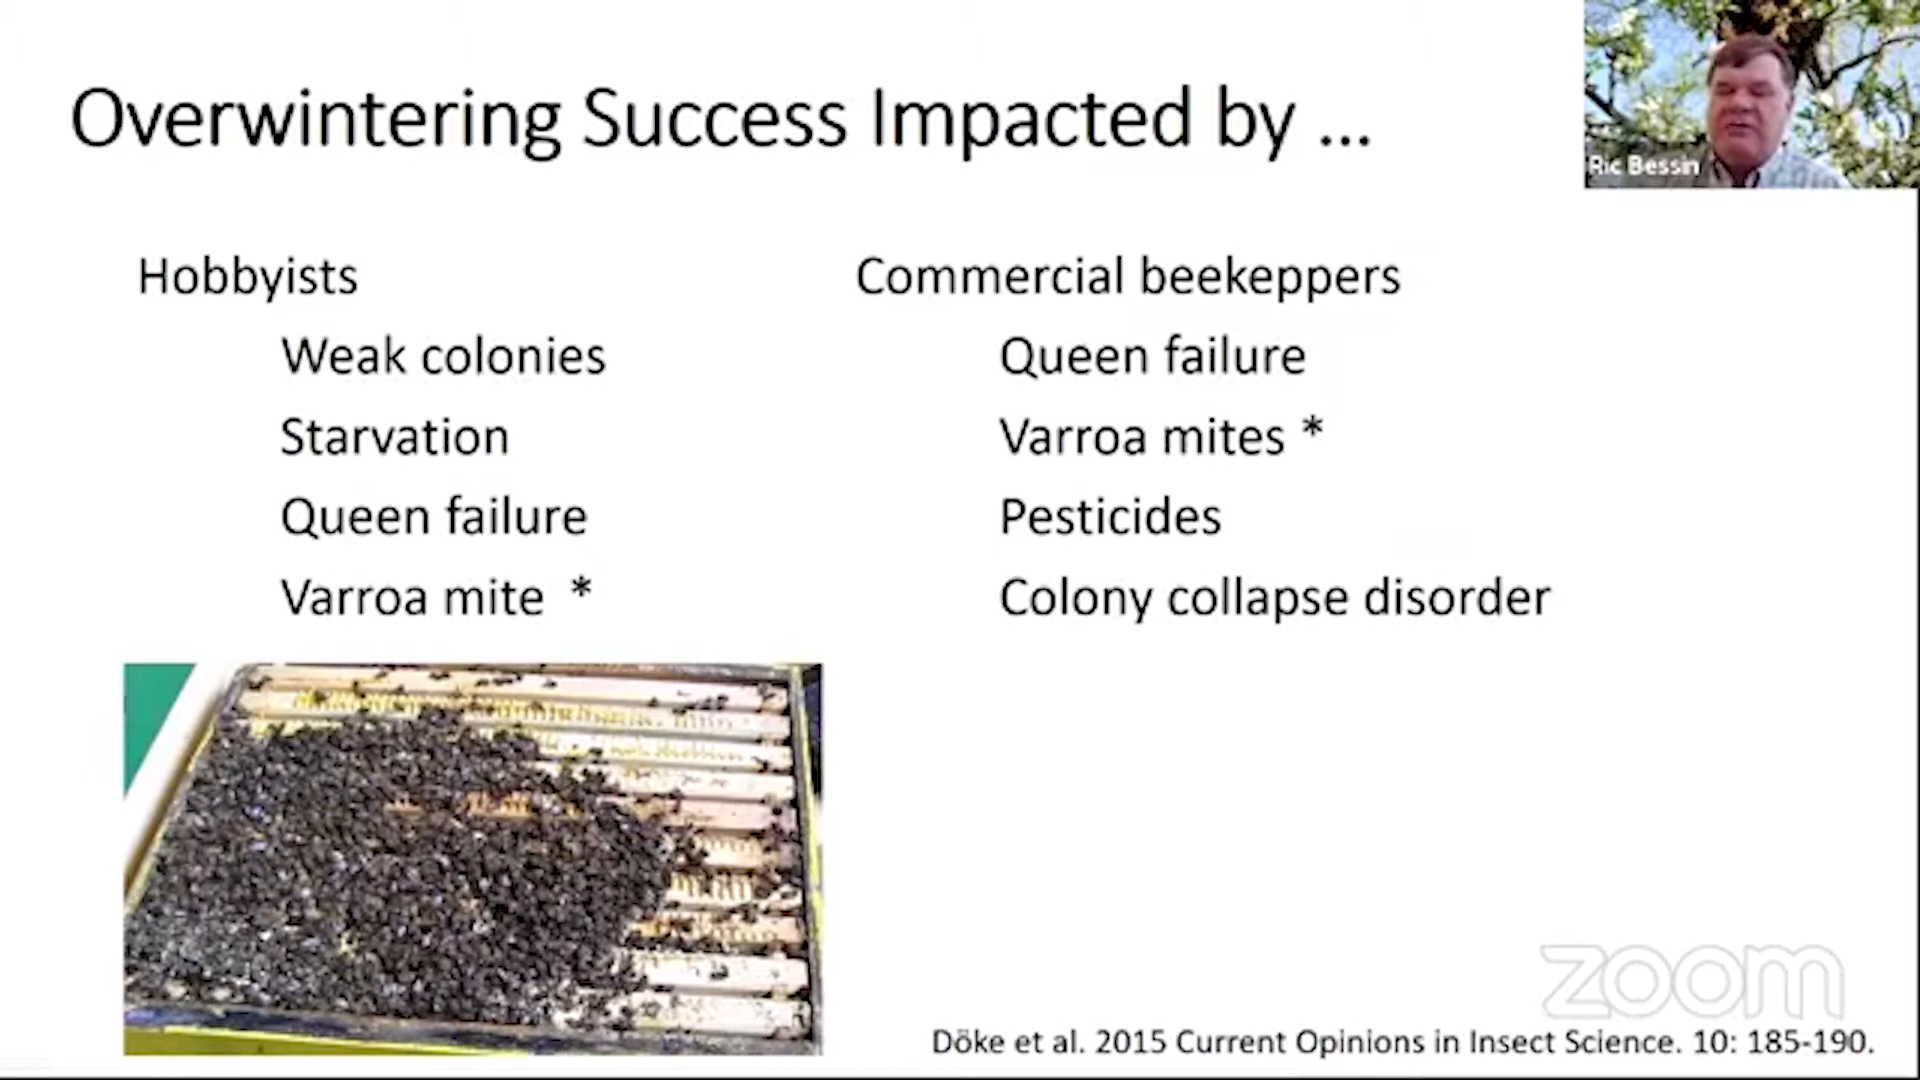 Overwintering Success Impacted by ...
Ric Bessin
Hobbyists
Weak colonies
Starvation
Queen failure
Varroa mite *
Commercial beekeppers
Queen failure
Varroa mites *
Pesticides
Colony collapse disorder
zoom
Döke et al. 2015 Current Opinions in Insect Science. 10: 185-190.